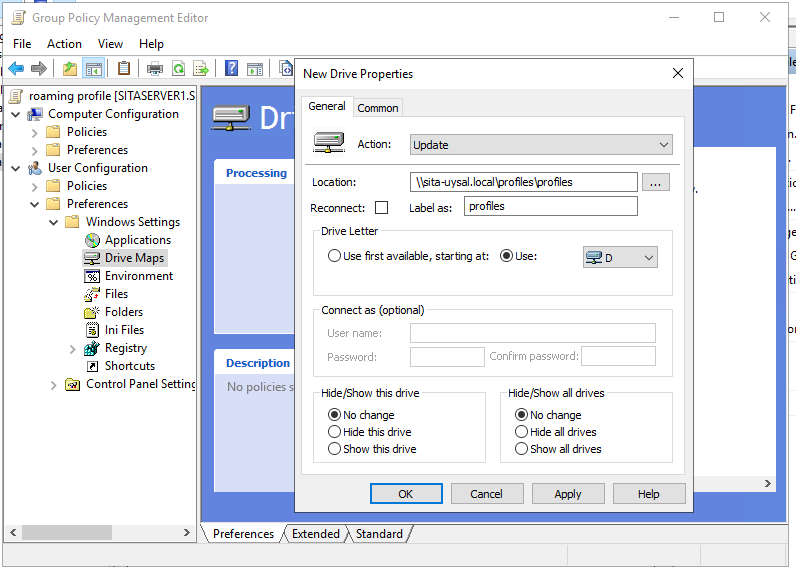 Group Policy Management Editor
File Action View Help
roaming profile [SITASERVER1.S
Computer Configuration
Policies
Preferences
User Configuration
Policies
Preferences
Windows Settings
Applications
Drive Maps
Environment
Files
Folders
Ini Files
Registry
Shortcuts
Control Panel Setting
Processing
Description
No policies s
New Drive Properties
General Common
Action: Update
Location: \\sita-uysal.local\profiles\profiles ...
Reconnect: Label as: profiles
Drive Letter
Use first available, starting at: Use: D
Connect as (optional)
User name:
Password: Confirm password:
Hide/Show this drive
No change
Hide this drive
Show this drive
Hide/Show all drives
No change
Hide all drives
Show all drives
OK Cancel Apply Help
Preferences Extended Standard